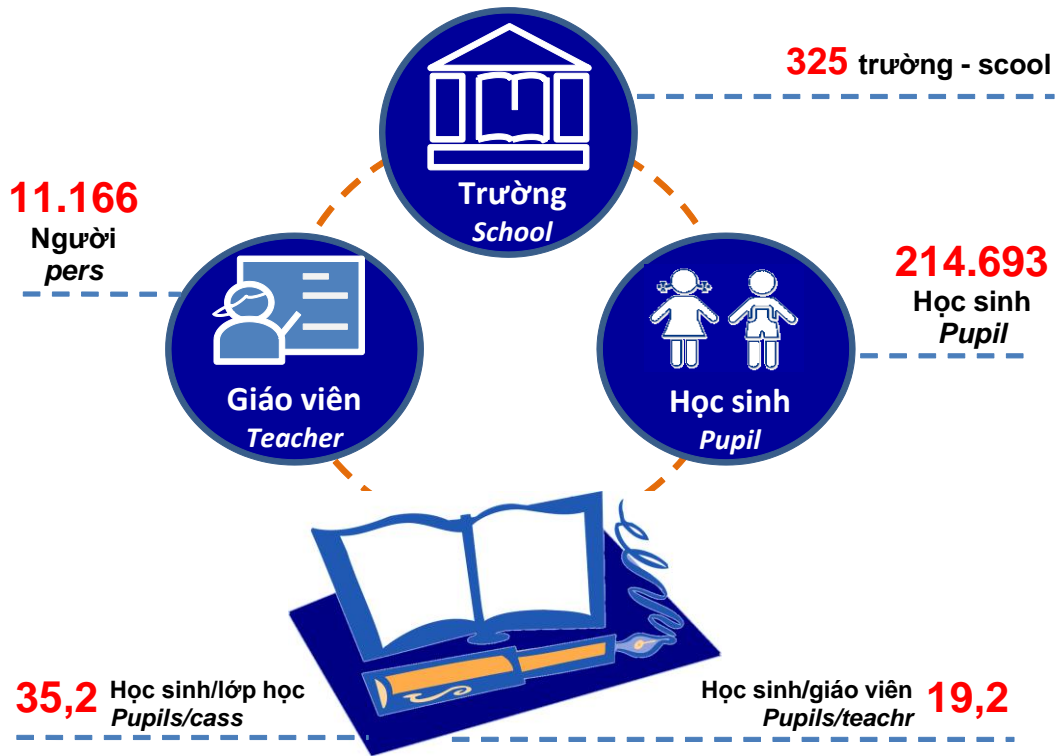 325 trường - scool
Trường
School
11.166
Người
pers
Giáo viên
Teacher
214.693
Học sinh
Pupil
Học sinh
Pupil
35,2 Học sinh/lớp học
Pupils/cass
Học sinh/giáo viên 19,2
Pupils/teachr